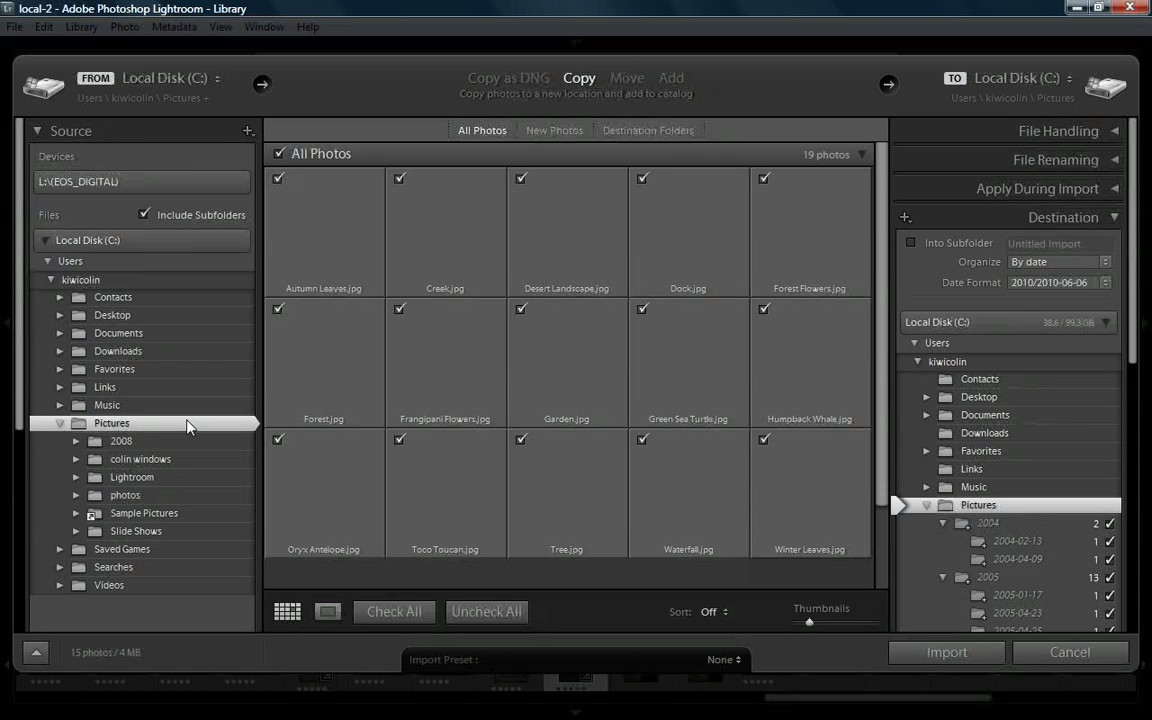 Lr local-2 - Adobe Photoshop Lightroom - Library
File Edit Library Photo Metadata View Window Help
FROM Local Disk (C:)
Users \ kiwicolin \ Pictures +
Copy as DNG Copy Move Add
Copy photos to a new location and add to catalog
TO Local Disk (C:)
Users \ kiwicolin \ Pictures
Source
Devices
L:\(EOS_DIGITAL)
Files Include Subfolders
Local Disk (C:)
Users
kiwicolin
Contacts
Desktop
Documents
Downloads
Favorites
Links
Music
Pictures
2008
colin windows
Lightroom
photos
Sample Pictures
Slide Shows
Saved Games
Searches
Videos
All Photos New Photos Destination Folders
All Photos 19 photos
Autumn Leaves.jpg Creek.jpg Desert Landscape.jpg Dock.jpg Forest Flowers.jpg
Forest.jpg Frangipani Flowers.jpg Garden.jpg Green Sea Turtle.jpg Humpback Whale.jpg
Oryx Antelope.jpg Toco Toucan.jpg Tree.jpg Waterfall.jpg Winter Leaves.jpg
Check All Uncheck All Sort: Off Thumbnails
File Handling
File Renaming
Apply During Import
Destination
Into Subfolder Untitled Import
Organize By date
Date Format 2010/2010-06-06
Local Disk (C:) 38.6 / 99.3 GB
Users
kiwicolin
Contacts
Desktop
Documents
Downloads
Favorites
Links
Music
Pictures
2004 2
2004-02-13 1
2004-04-09 1
2005 13
2005-01-17 1
2005-04-23 1
2005-04-25 1
15 photos / 4 MB
Import Preset : None
Import Cancel